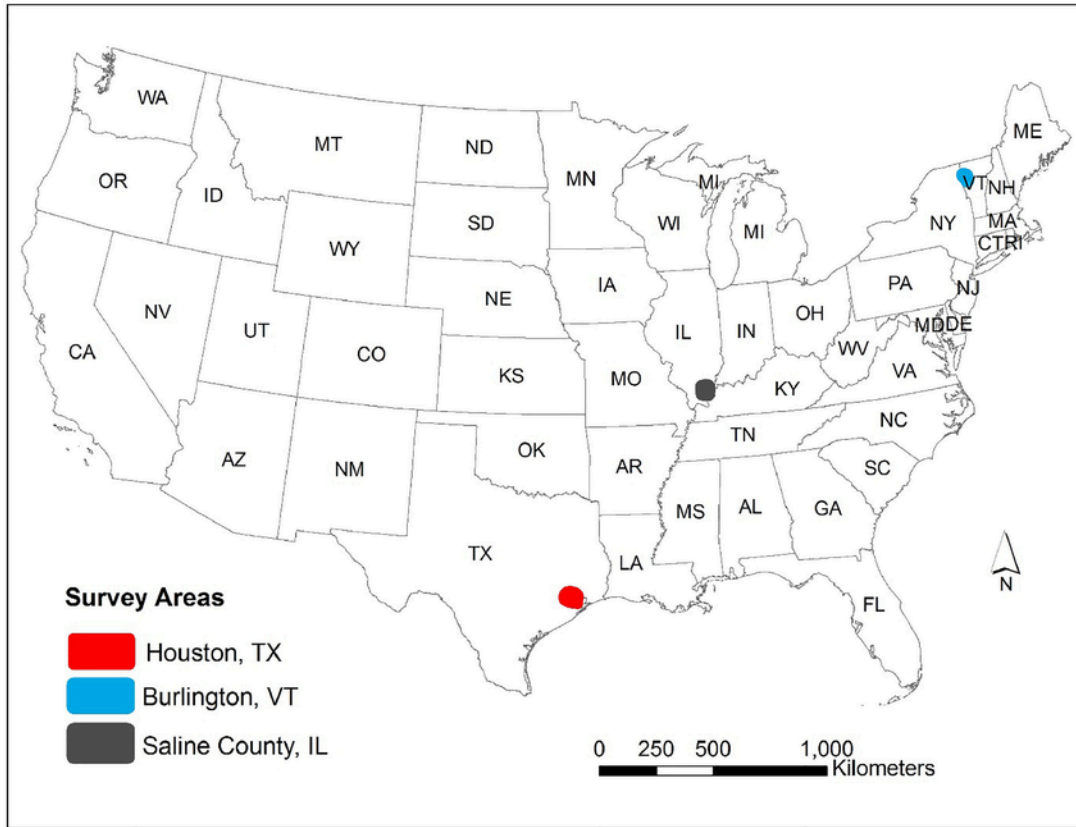 WA
MT
ND
MN
ME
OR
ID
SD
WI
MI
MI
VT
NH
NY
MA
CT
RI
WY
NE
IA
PA
NJ
NV
UT
CO
KS
MO
IL
IN
OH
WV
MD
DE
VA
CA
KY
AZ
NM
OK
AR
TN
NC
SC
MS
AL
GA
TX
LA
FL
N
Survey Areas
Houston, TX
Burlington, VT
Saline County, IL
0 250 500 1,000
Kilometers